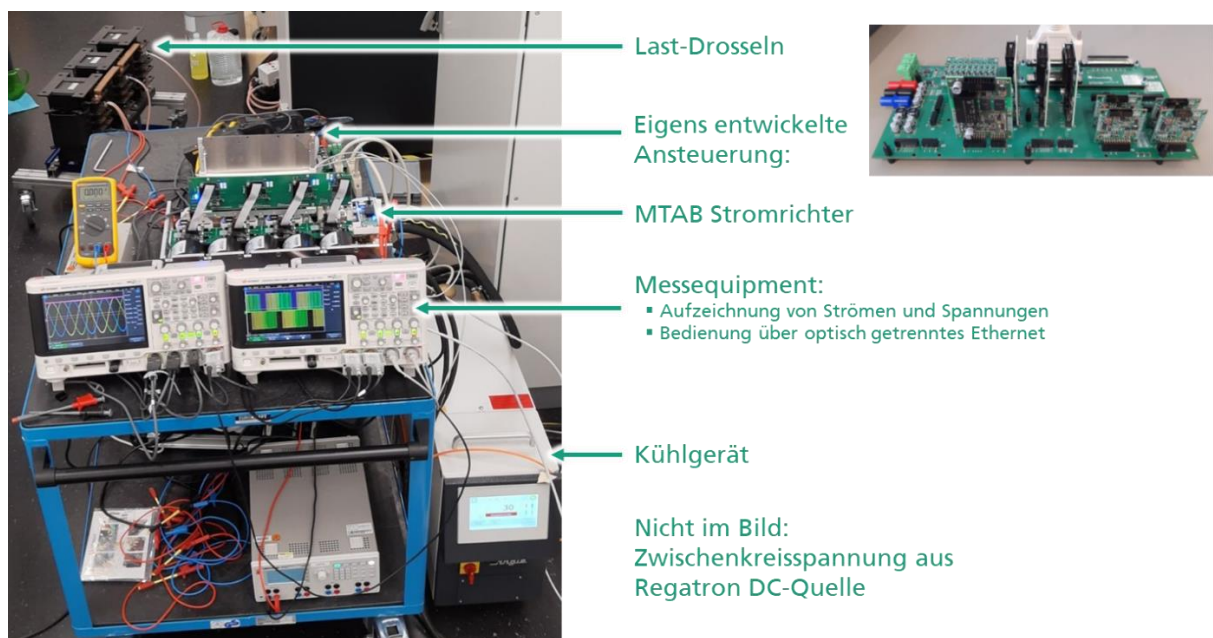 Last-Drosseln
Eigens entwickelte
Ansteuerung:
MTAB Stromrichter
Messequipment:
▪ Aufzeichnung von Strömen und Spannungen
▪ Bedienung über optisch getrenntes Ethernet
Kühlgerät
30
Nicht im Bild:
Zwischenkreisspannung aus
Regatron DC-Quelle